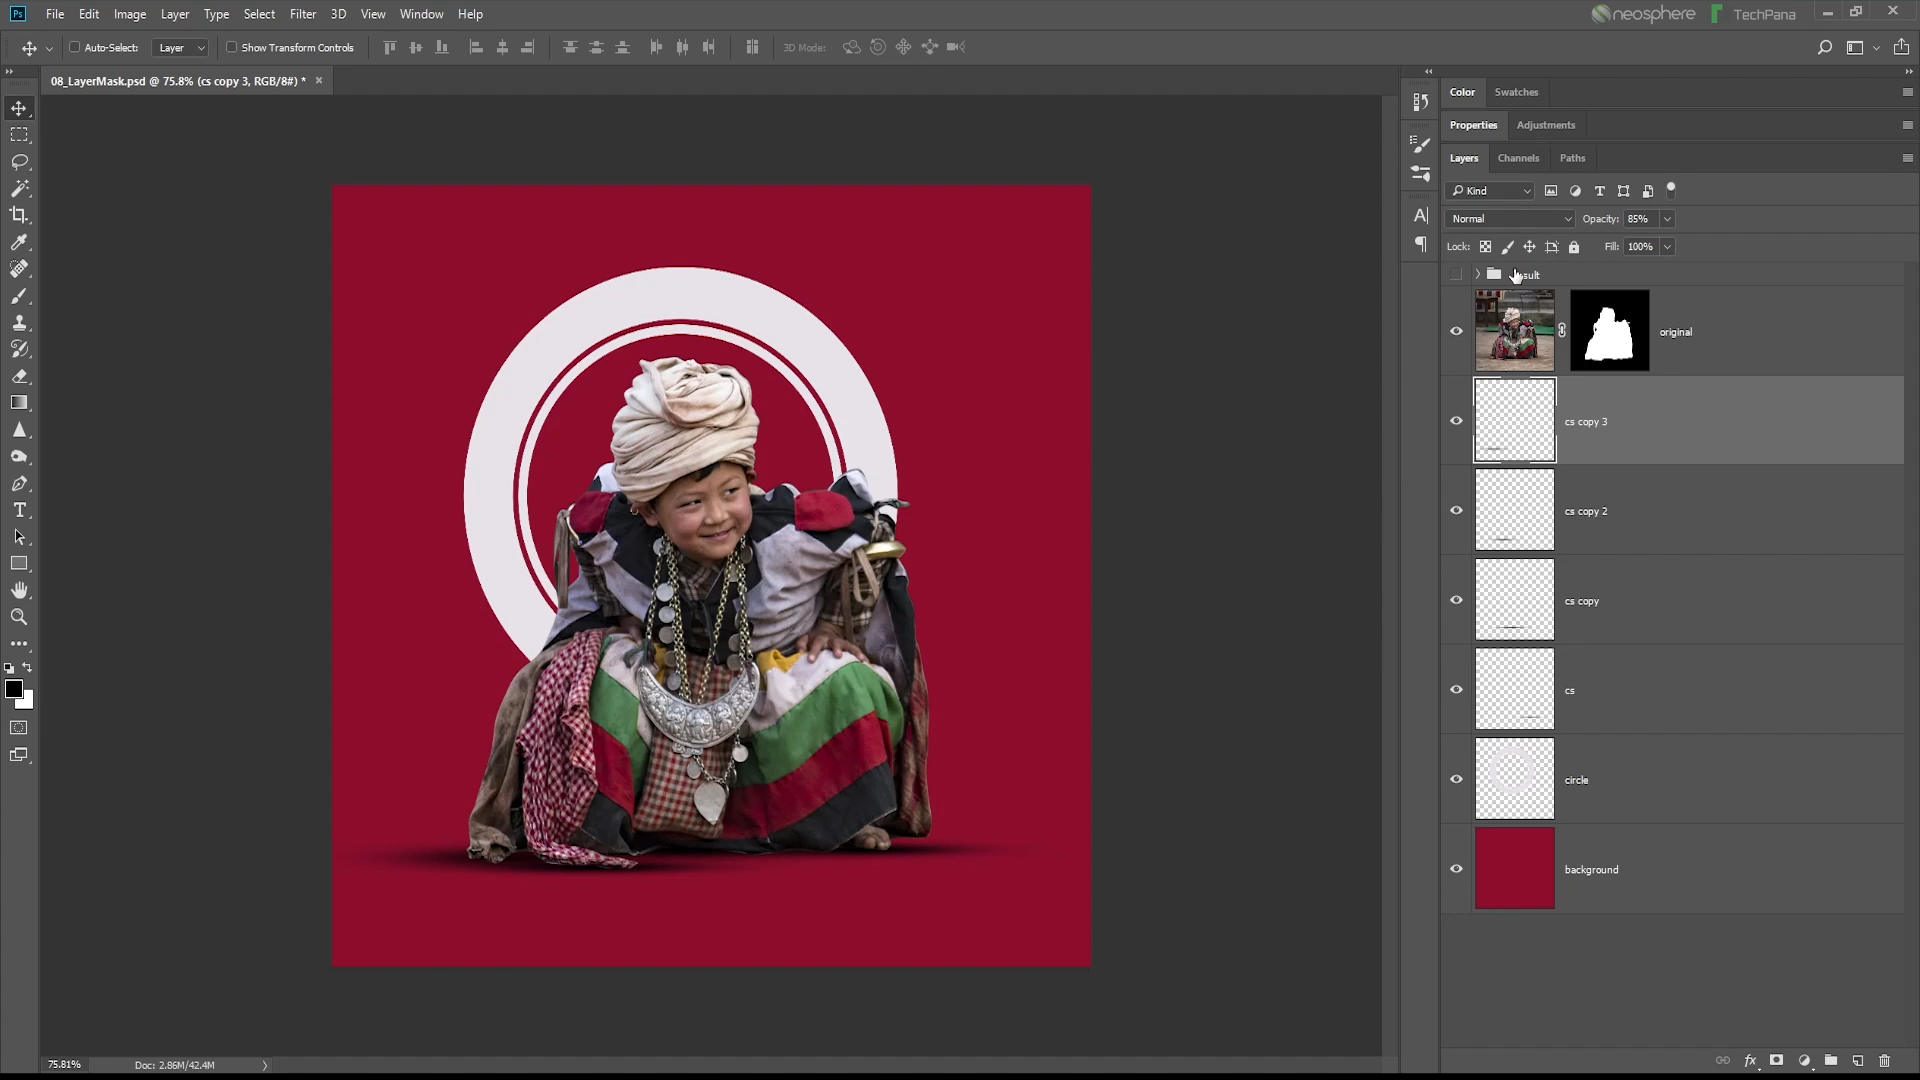 Ps File Edit Image Layer Type Select Filter 3D View Window Help neosphere TechPana
Auto-Select: Layer Show Transform Controls 3D Mode:
08_LayerMask.psd @ 75.8% (cs copy 3, RGB/8#) * ×
Color Swatches
Properties Adjustments
Layers Channels Paths
Kind
Normal Opacity: 85%
Lock: Fill: 100%
original
cs copy 3
cs copy 2
cs copy
cs
circle
background
75.81% Doc: 2.86M/42.4M
fx